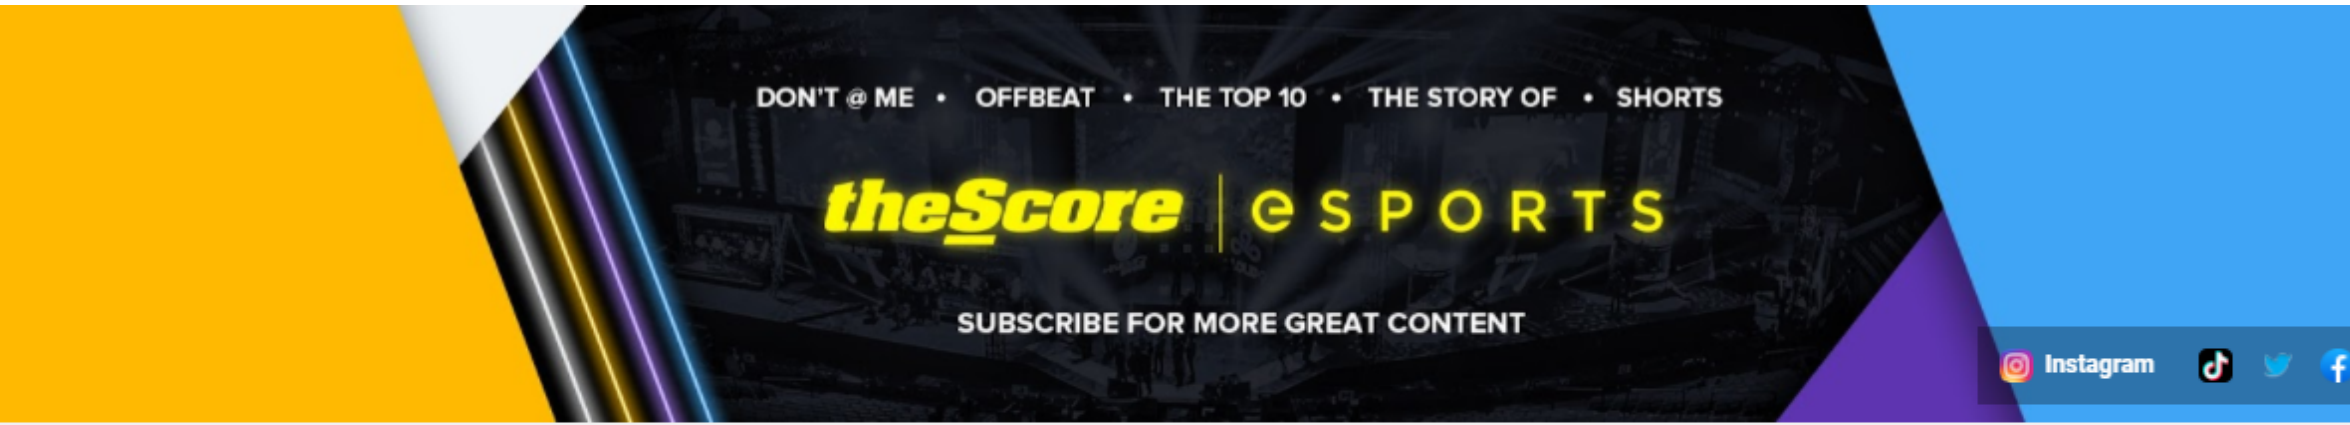 DON'T @ ME • OFFBEAT • THE TOP 10 • THE STORY OF • SHORTS
theScore | eSPORTS
SUBSCRIBE FOR MORE GREAT CONTENT
Instagram